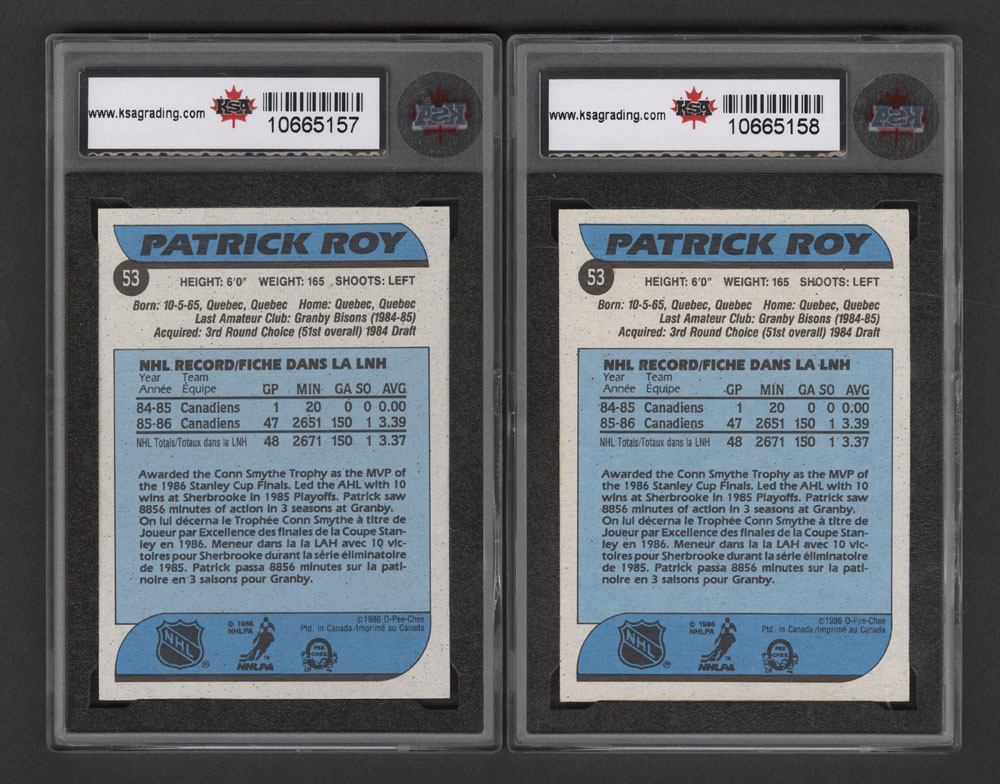 www.ksagrading.com KSA
10665157
KSA
PATRICK ROY
53
HEIGHT: 6'0" WEIGHT: 165 SHOOTS: LEFT
Born: 10-5-65, Quebec, Quebec Home: Quebec, Quebec
Last Amateur Club: Granby Bisons (1984-85)
Acquired: 3rd Round Choice (51st overall) 1984 Draft
NHL RECORD/FICHE DANS LA LNH
Year Team
Année Équipe GP MIN GA SO AVG
84-85 Canadiens 1 20 0 0 0.00
85-86 Canadiens 47 2651 150 1 3.39
NHL Totals/Totaux dans la LNH 48 2671 150 1 3.37
Awarded the Conn Smythe Trophy as the MVP of
the 1986 Stanley Cup Finals. Led the AHL with 10
wins at Sherbrooke in 1985 Playoffs. Patrick saw
8856 minutes of action in 3 seasons at Granby.
On lui décerna le Trophée Conn Smythe à titre de
Joueur par Excellence des finales de la Coupe Stan-
ley en 1986. Meneur dans la la LAH avec 10 vic-
toires pour Sherbrooke durant la série éliminatoire
de 1985. Patrick passa 8856 minutes sur la pati-
noire en 3 saisons pour Granby.
NHL
®
© 1986
NHLPA
NHLPA
O-PEE-CHEE
©1986 O-Pee-Chee
Ptd. in Canada/Imprimé au Canada
www.ksagrading.com KSA
10665158
KSA
PATRICK ROY
53
HEIGHT: 6'0" WEIGHT: 165 SHOOTS: LEFT
Born: 10-5-65, Quebec, Quebec Home: Quebec, Quebec
Last Amateur Club: Granby Bisons (1984-85)
Acquired: 3rd Round Choice (51st overall) 1984 Draft
NHL RECORD/FICHE DANS LA LNH
Year Team
Année Équipe GP MIN GA SO AVG
84-85 Canadiens 1 20 0 0 0.00
85-86 Canadiens 47 2651 150 1 3.39
NHL Totals/Totaux dans la LNH 48 2671 150 1 3.37
Awarded the Conn Smythe Trophy as the MVP of
the 1986 Stanley Cup Finals. Led the AHL with 10
wins at Sherbrooke in 1985 Playoffs. Patrick saw
8856 minutes of action in 3 seasons at Granby.
On lui décerna le Trophée Conn Smythe à titre de
Joueur par Excellence des finales de la Coupe Stan-
ley en 1986. Meneur dans la la LAH avec 10 vic-
toires pour Sherbrooke durant la série éliminatoire
de 1985. Patrick passa 8856 minutes sur la pati-
noire en 3 saisons pour Granby.
NHL
®
© 1986
NHLPA
NHLPA
O-PEE-CHEE
©1986 O-Pee-Chee
Ptd. in Canada/Imprimé au Canada